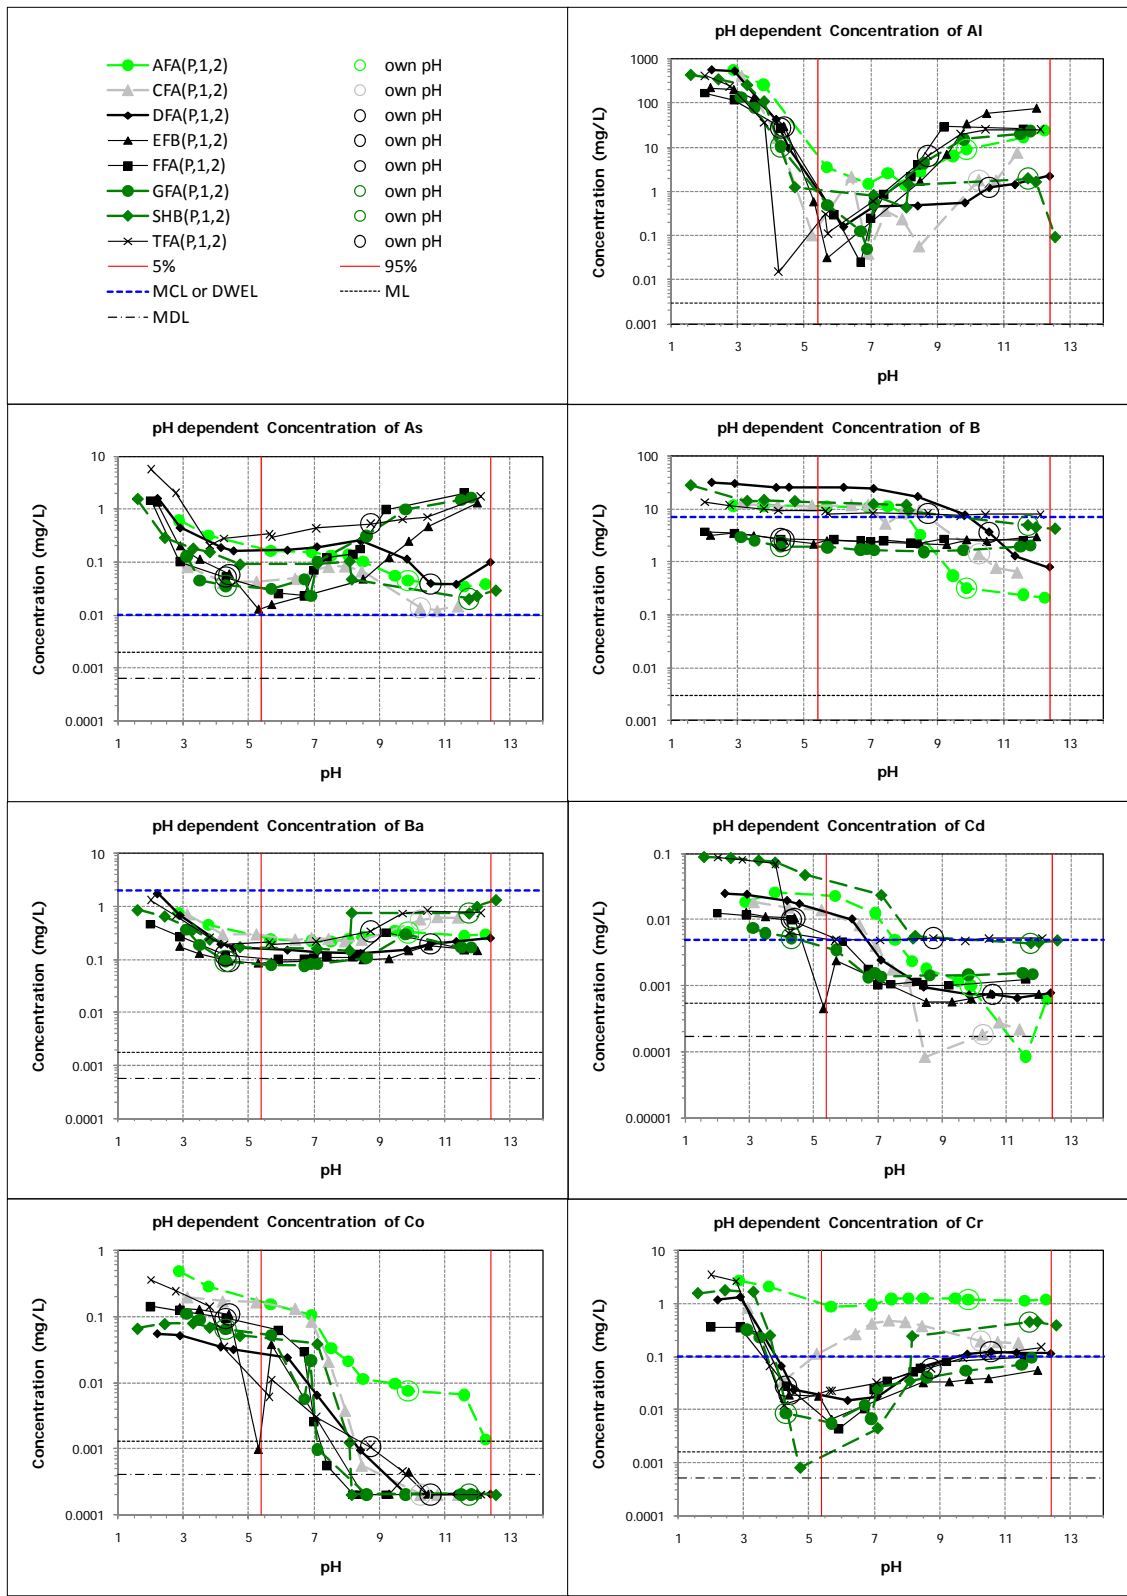 AFA(P,1,2) own pH
CFA(P,1,2) own pH
DFA(P,1,2) own pH
EFB(P,1,2) own pH
FFA(P,1,2) own pH
GFA(P,1,2) own pH
SHB(P,1,2) own pH
TFA(P,1,2) own pH
5% 95%
MCL or DWEL ML
MDL
pH dependent Concentration of Al
Concentration (mg/L)
1000
100
10
1
0.1
0.01
0.001
1 3 5 7 9 11 13
pH
pH dependent Concentration of As
Concentration (mg/L)
10
1
0.1
0.01
0.001
0.0001
1 3 5 7 9 11 13
pH
pH dependent Concentration of B
Concentration (mg/L)
100
10
1
0.1
0.01
0.001
1 3 5 7 9 11 13
pH
pH dependent Concentration of Ba
Concentration (mg/L)
10
1
0.1
0.01
0.001
0.0001
1 3 5 7 9 11 13
pH
pH dependent Concentration of Cd
Concentration (mg/L)
0.1
0.01
0.001
0.0001
0.00001
1 3 5 7 9 11 13
pH
pH dependent Concentration of Co
Concentration (mg/L)
1
0.1
0.01
0.001
0.0001
1 3 5 7 9 11 13
pH
pH dependent Concentration of Cr
Concentration (mg/L)
10
1
0.1
0.01
0.001
0.0001
1 3 5 7 9 11 13
pH